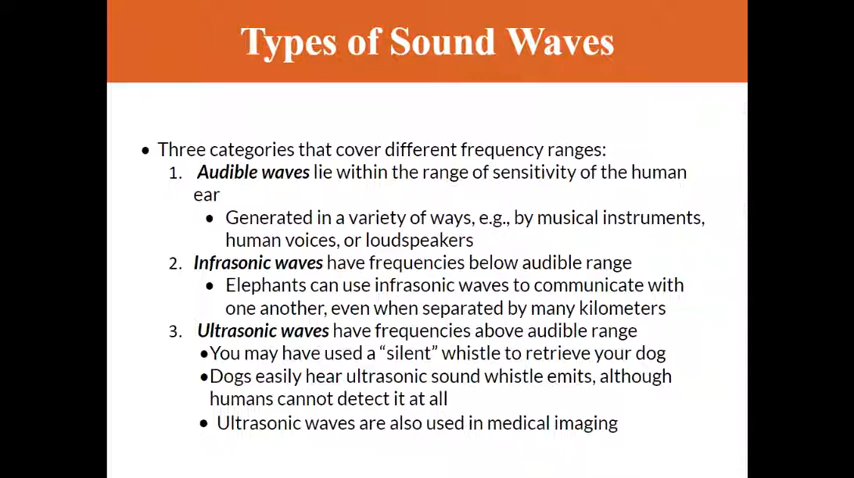 Types of Sound Waves
• Three categories that cover different frequency ranges:
1. Audible waves lie within the range of sensitivity of the human
ear
• Generated in a variety of ways, e.g., by musical instruments,
human voices, or loudspeakers
2. Infrasonic waves have frequencies below audible range
• Elephants can use infrasonic waves to communicate with
one another, even when separated by many kilometers
3. Ultrasonic waves have frequencies above audible range
•You may have used a “silent” whistle to retrieve your dog
•Dogs easily hear ultrasonic sound whistle emits, although
humans cannot detect it at all
• Ultrasonic waves are also used in medical imaging